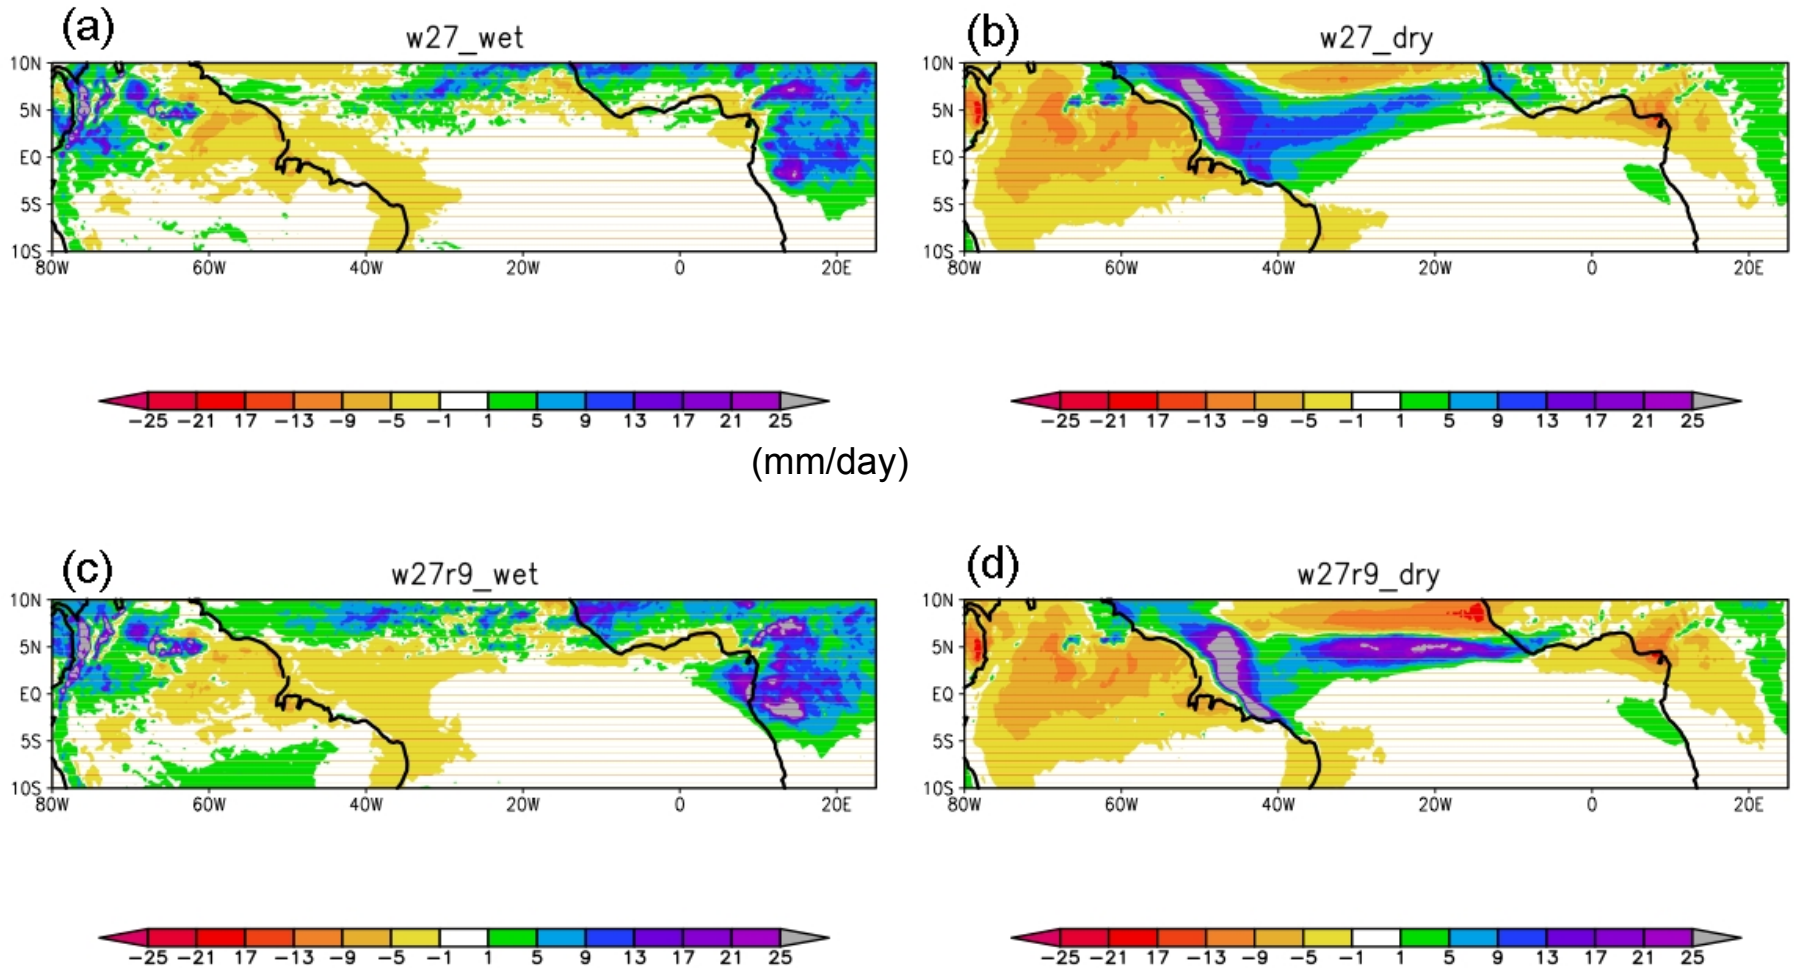 (a)
w27_wet
10N
5N
EQ
5S
10S
80W 60W 40W 20W 0 20E
-25 -21 17 -13 -9 -5 -1 1 5 9 13 17 21 25
(b)
w27_dry
10N
5N
EQ
5S
10S
80W 60W 40W 20W 0 20E
-25 -21 17 -13 -9 -5 -1 1 5 9 13 17 21 25
(mm/day)
(c)
w27r9_wet
10N
5N
EQ
5S
10S
80W 60W 40W 20W 0 20E
-25 -21 17 -13 -9 -5 -1 1 5 9 13 17 21 25
(d)
w27r9_dry
10N
5N
EQ
5S
10S
80W 60W 40W 20W 0 20E
-25 -21 17 -13 -9 -5 -1 1 5 9 13 17 21 25